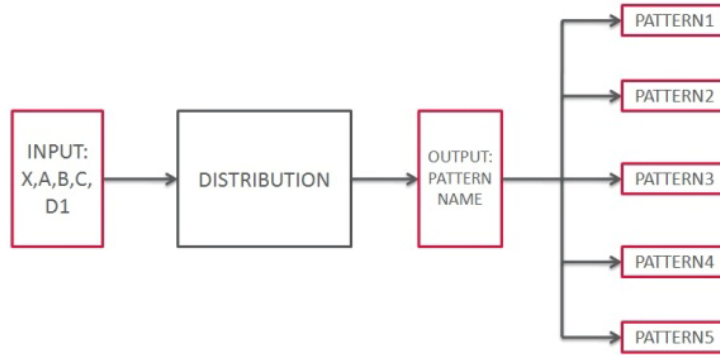 INPUT:
X,A,B,C,
D1
DISTRIBUTION
OUTPUT:
PATTERN
NAME
PATTERN1
PATTERN2
PATTERN3
PATTERN4
PATTERN5